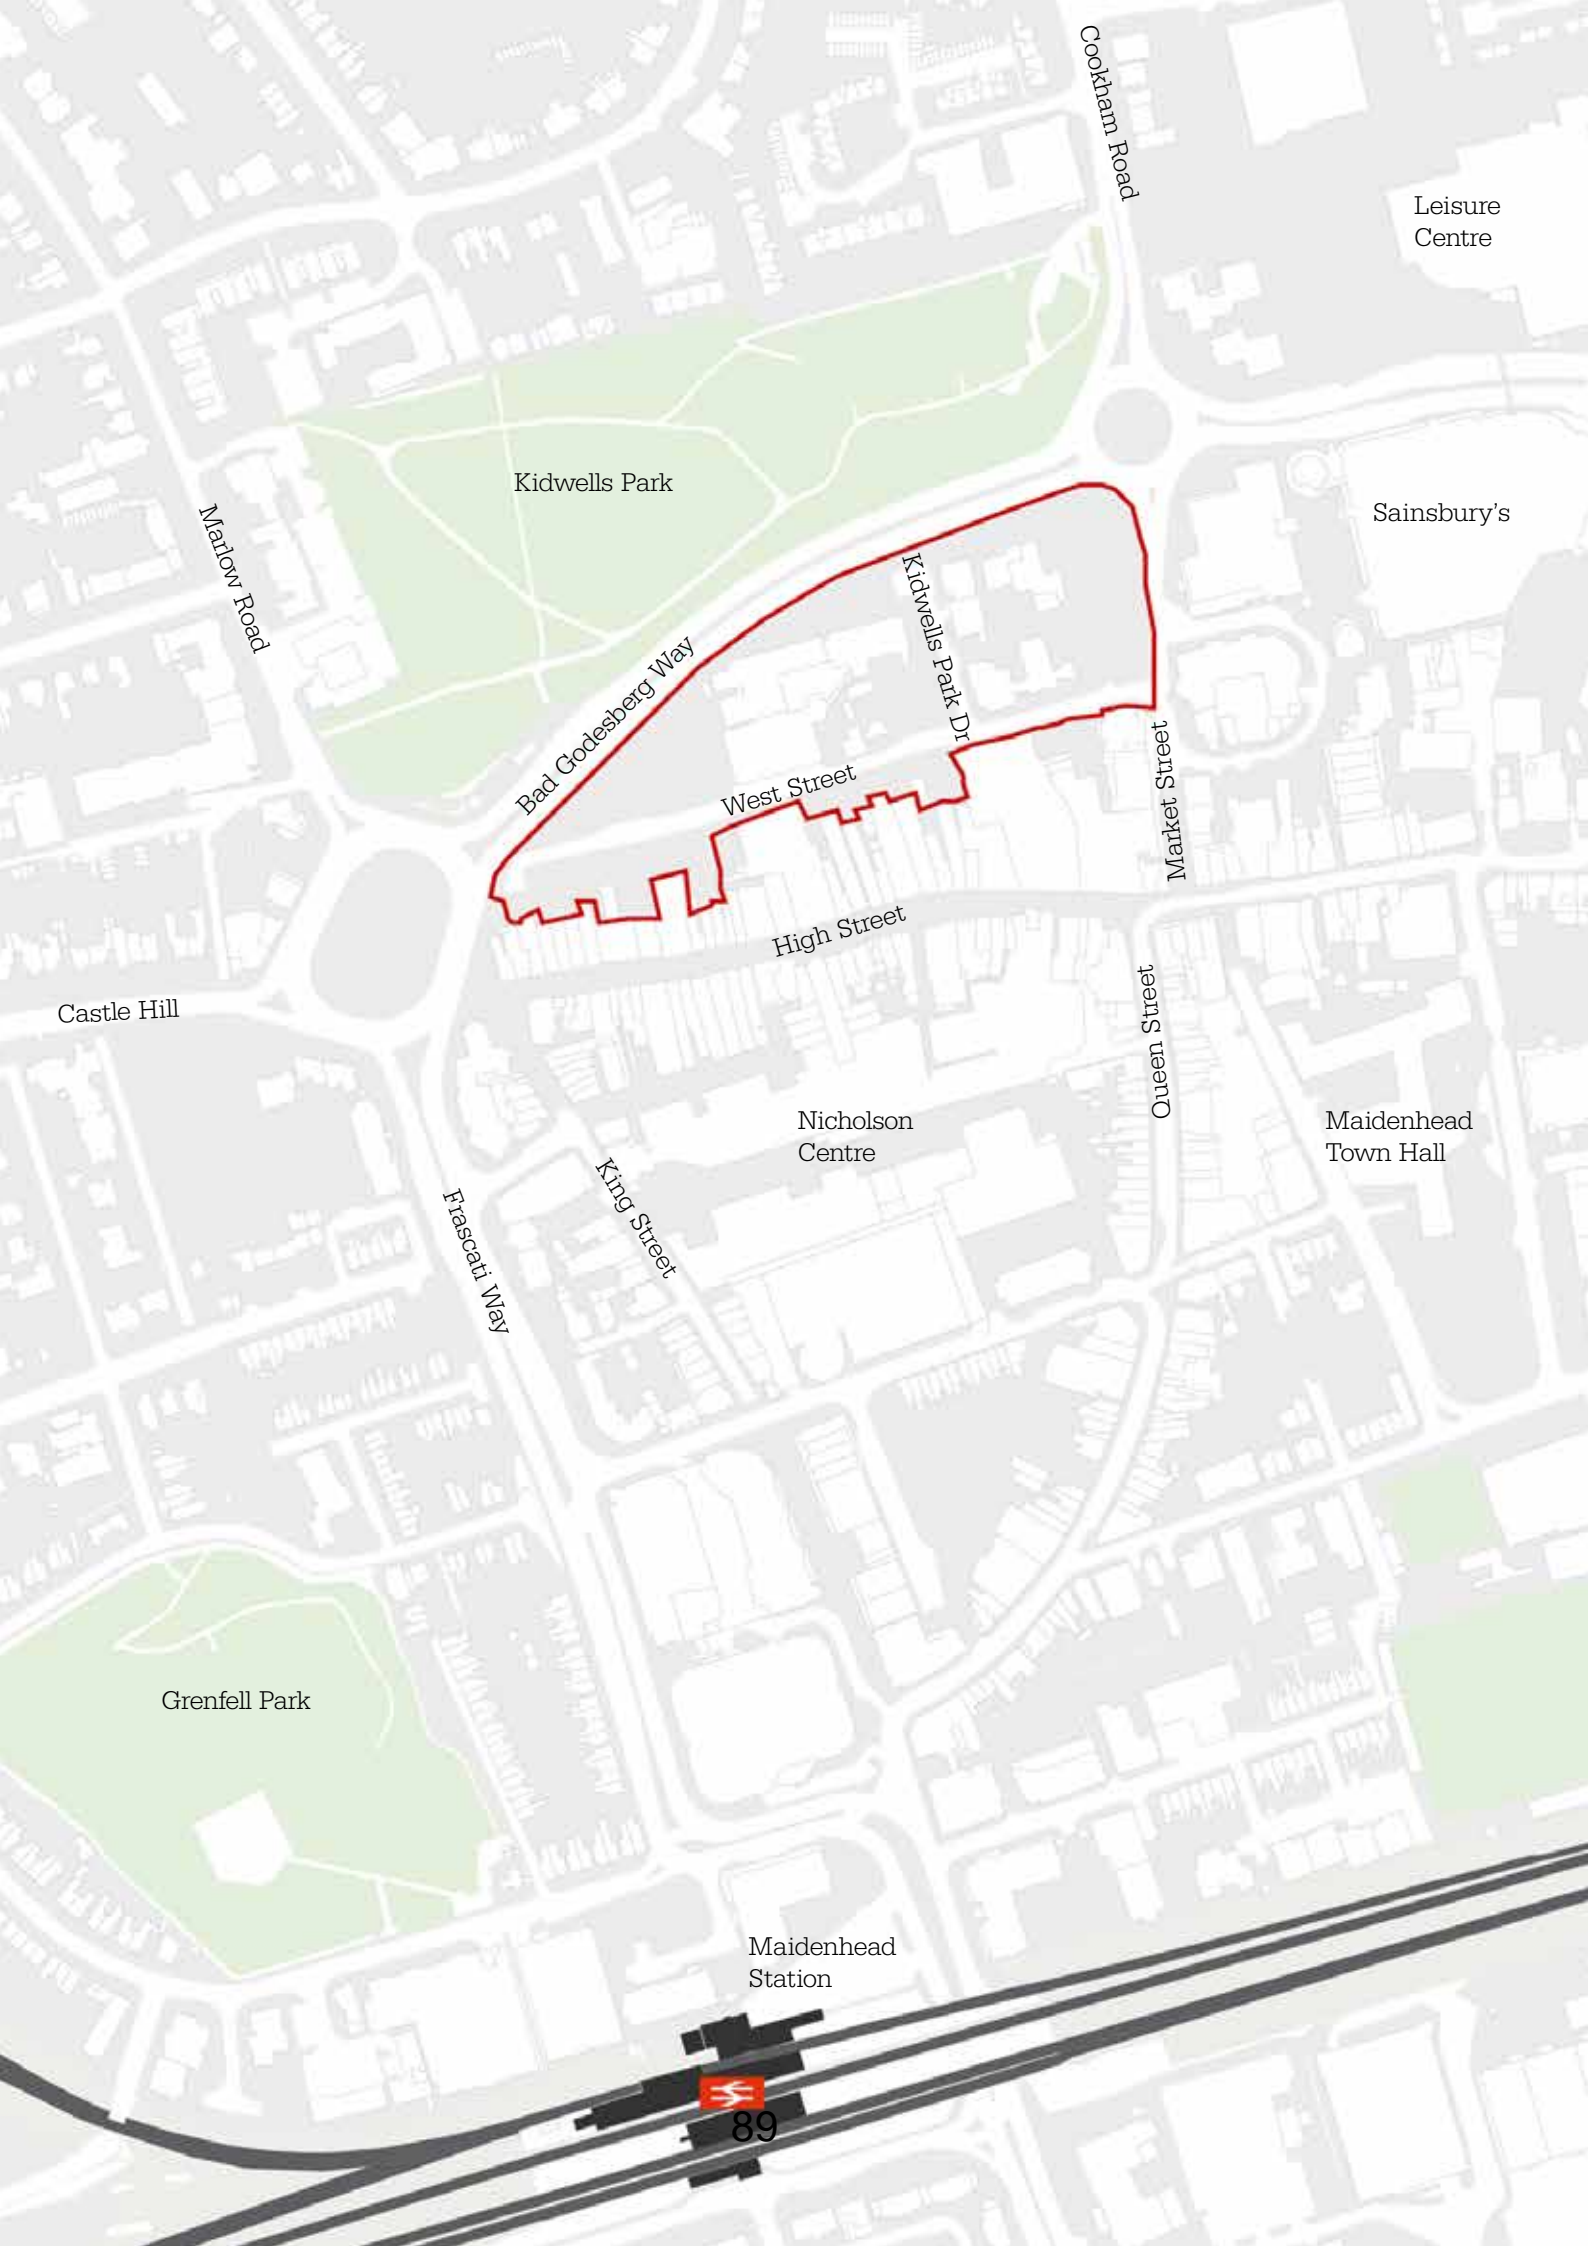 Cookham Road
Leisure
Centre
Kidwells Park
Sainsbury's
Marlow Road
Kidwells Park Dr
Bad Godesberg Way
West Street
Market Street
High Street
Castle Hill
Queen Street
Nicholson
Centre
Maidenhead
Town Hall
King Street
Frascati Way
Grenfell Park
Maidenhead
Station
89